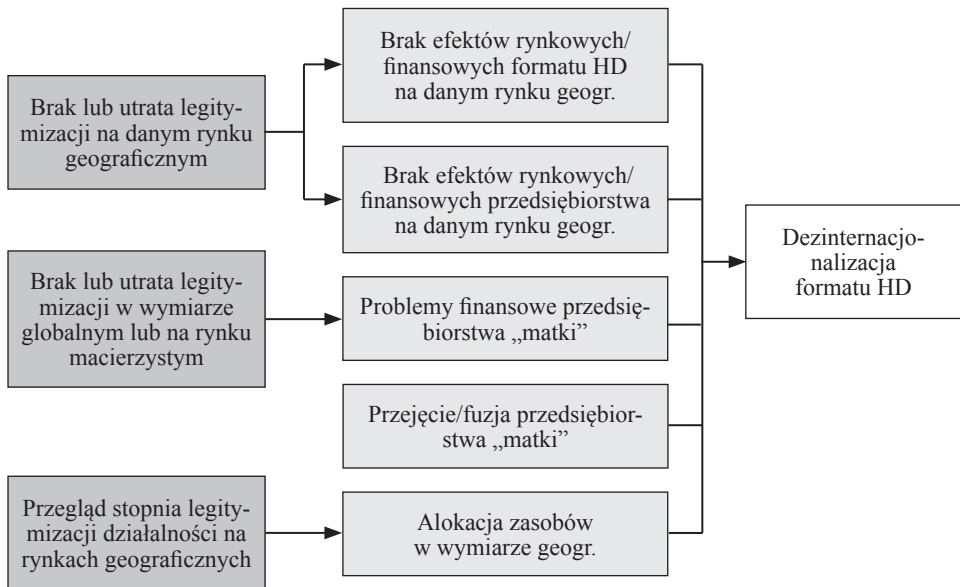 Brak lub utrata legity-
mizacji na danym rynku
geograficznym
Brak lub utrata legity-
mizacji w wymiarze
globalnym lub na rynku
macierzystym
Przegląd stopnia legity-
mizacji działalności na
rynkach geograficznych
Brak efektów rynkowych/
finansowych formatu HD
na danym rynku geogr.
Brak efektów rynkowych/
finansowych przedsiębiorstwa
na danym rynku geogr.
Problemy finansowe przedsię-
biorstwa „matki”
Przejęcie/fuzja przedsiębior-
stwa „matki”
Alokacja zasobów
w wymiarze geogr.
Dezinternacjo-
nalizacja
formatu HD